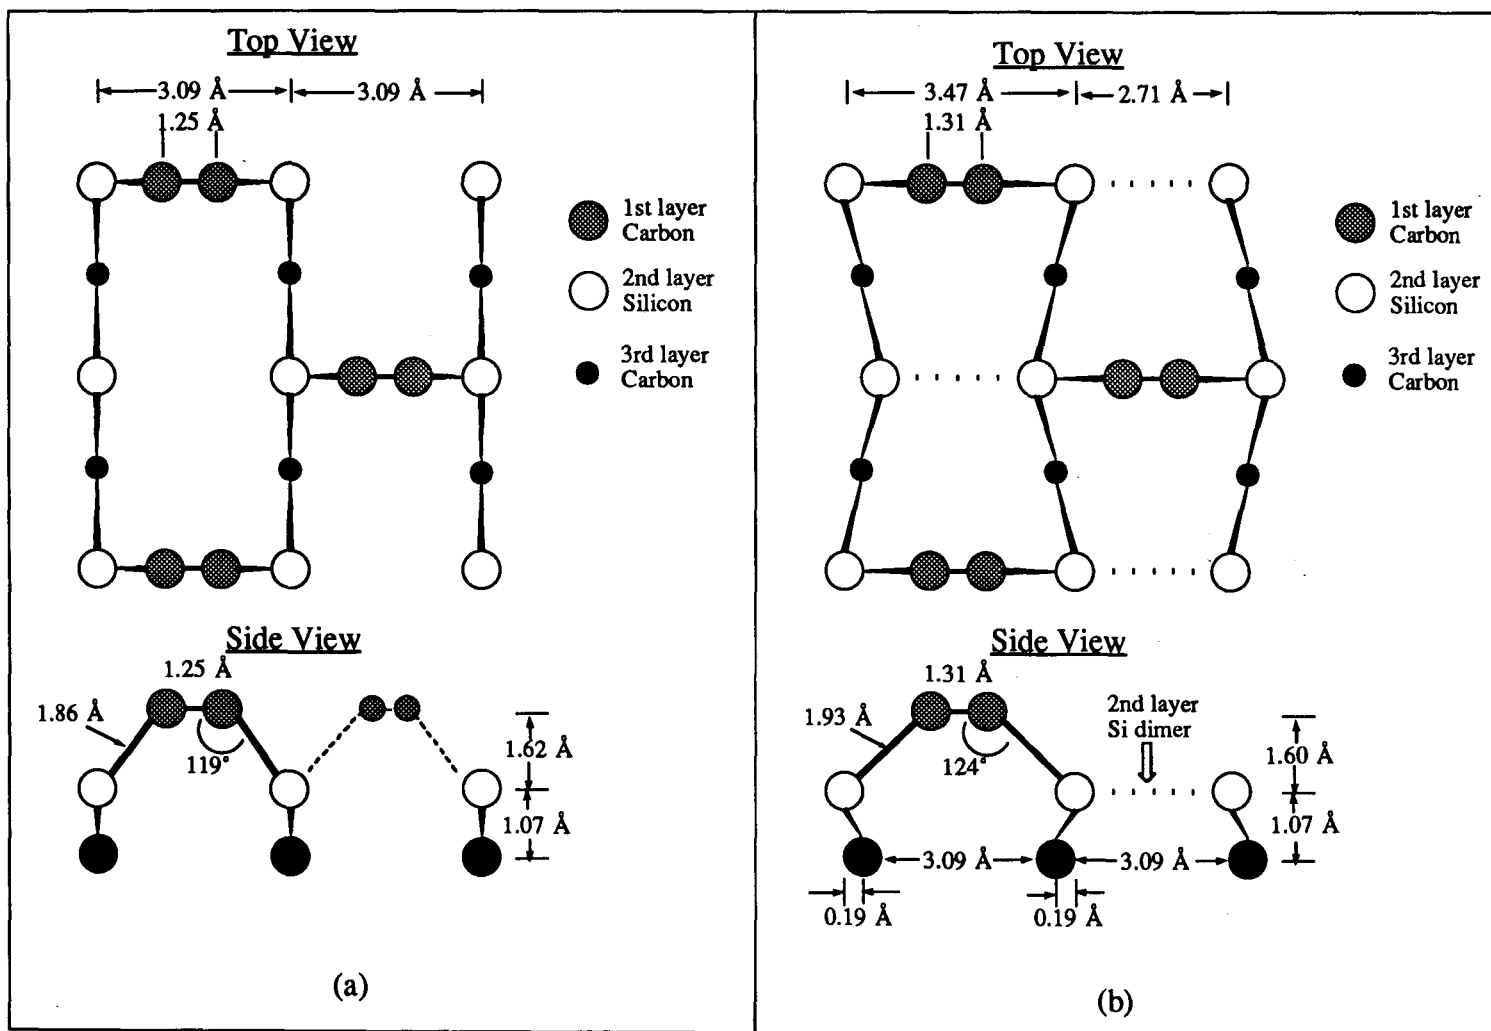 Top View
3.09 Å
3.09 Å
1.25 Å
1st layer
Carbon
2nd layer
Silicon
3rd layer
Carbon
Side View
1.25 Å
1.86 Å
119°
1.62 Å
1.07 Å
(a)
Top View
3.47 Å
2.71 Å
1.31 Å
1st layer
Carbon
2nd layer
Silicon
3rd layer
Carbon
Side View
1.31 Å
1.93 Å
124°
2nd layer
Si dimer
1.60 Å
1.07 Å
3.09 Å
3.09 Å
0.19 Å
0.19 Å
(b)